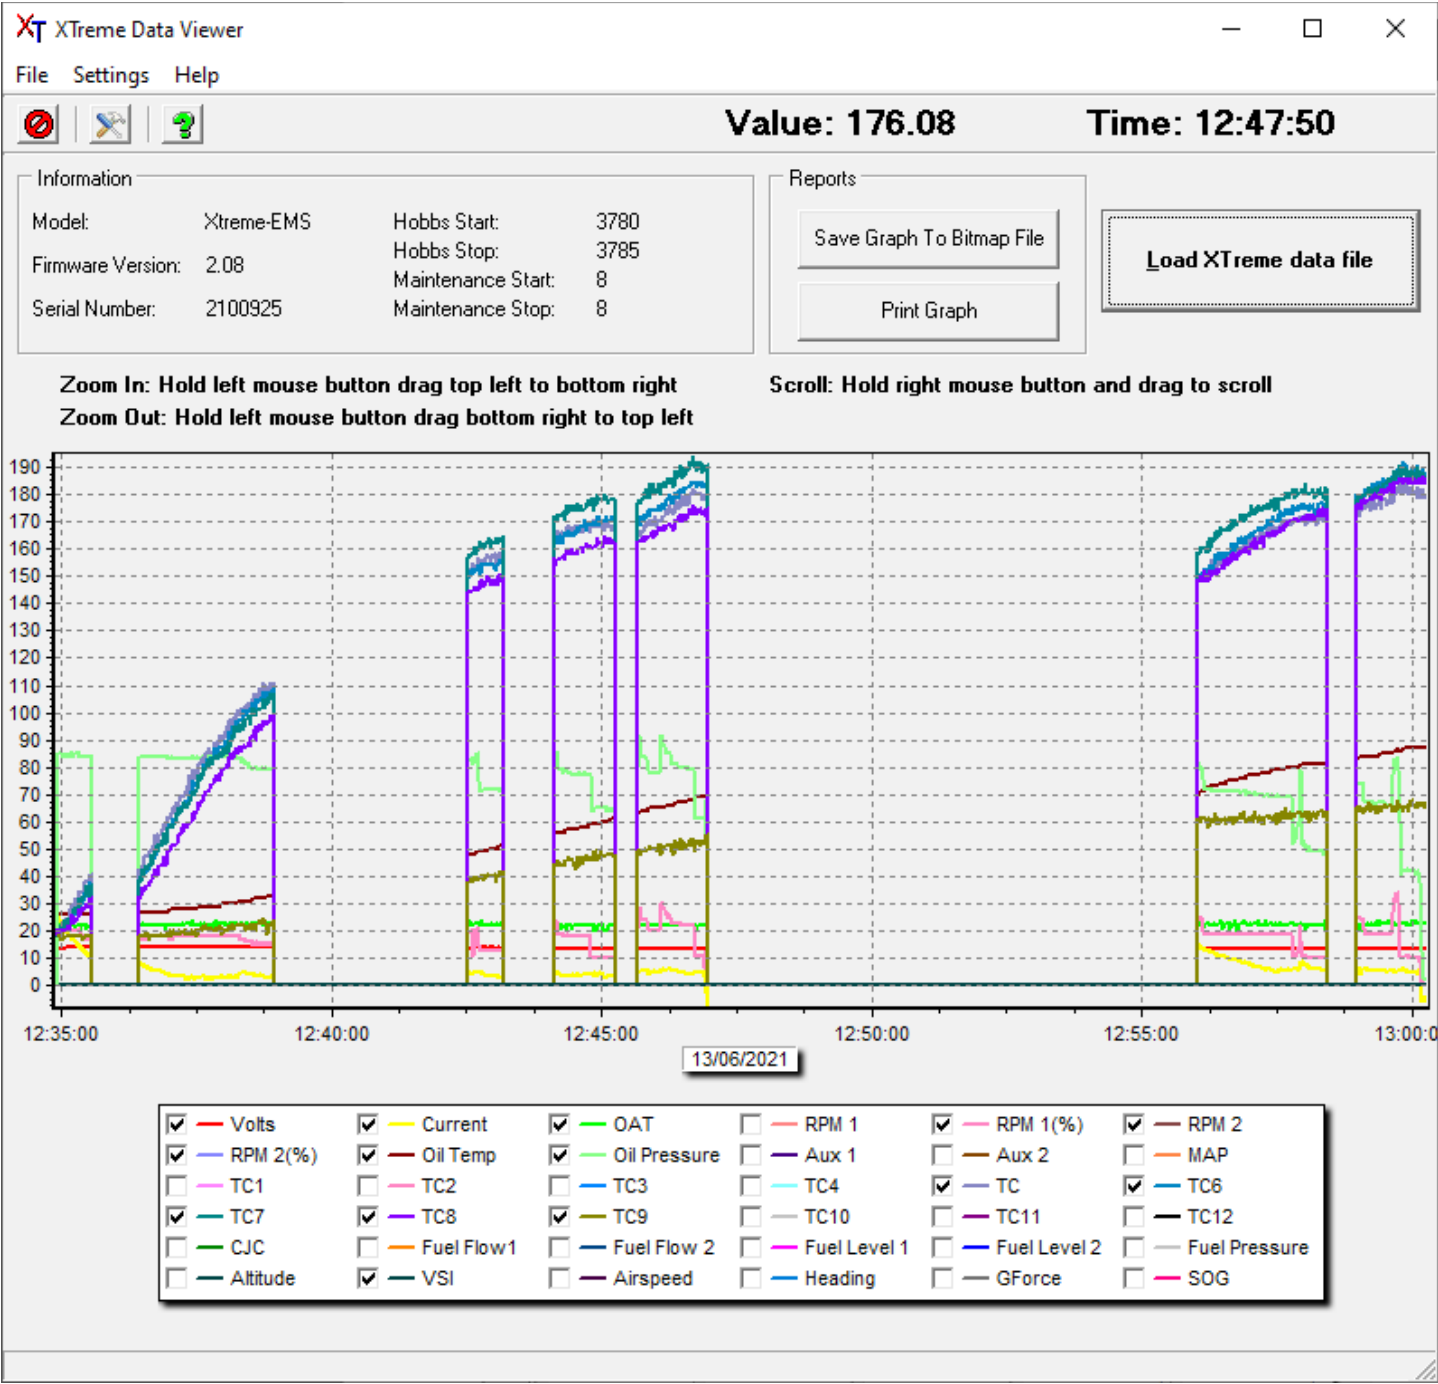 XT XTreme Data Viewer
File Settings Help
Value: 176.08 Time: 12:47:50
Information
Model: Xtreme-EMS
Firmware Version: 2.08
Serial Number: 2100925
Hobbs Start: 3780
Hobbs Stop: 3785
Maintenance Start: 8
Maintenance Stop: 8
Reports
Save Graph To Bitmap File
Print Graph
Load XTreme data file
Zoom In: Hold left mouse button drag top left to bottom right
Zoom Out: Hold left mouse button drag bottom right to top left
Scroll: Hold right mouse button and drag to scroll
190
180
170
160
150
140
130
120
110
100
90
80
70
60
50
40
30
20
10
0
12:35:00 12:40:00 12:45:00 12:50:00 12:55:00 13:00:0
13/06/2021
Volts Current OAT RPM 1 RPM 1(%) RPM 2
RPM 2(%) Oil Temp Oil Pressure Aux 1 Aux 2 MAP
TC1 TC2 TC3 TC4 TC TC6
TC7 TC8 TC9 TC10 TC11 TC12
CJC Fuel Flow1 Fuel Flow 2 Fuel Level 1 Fuel Level 2 Fuel Pressure
Altitude VSI Airspeed Heading GForce SOG